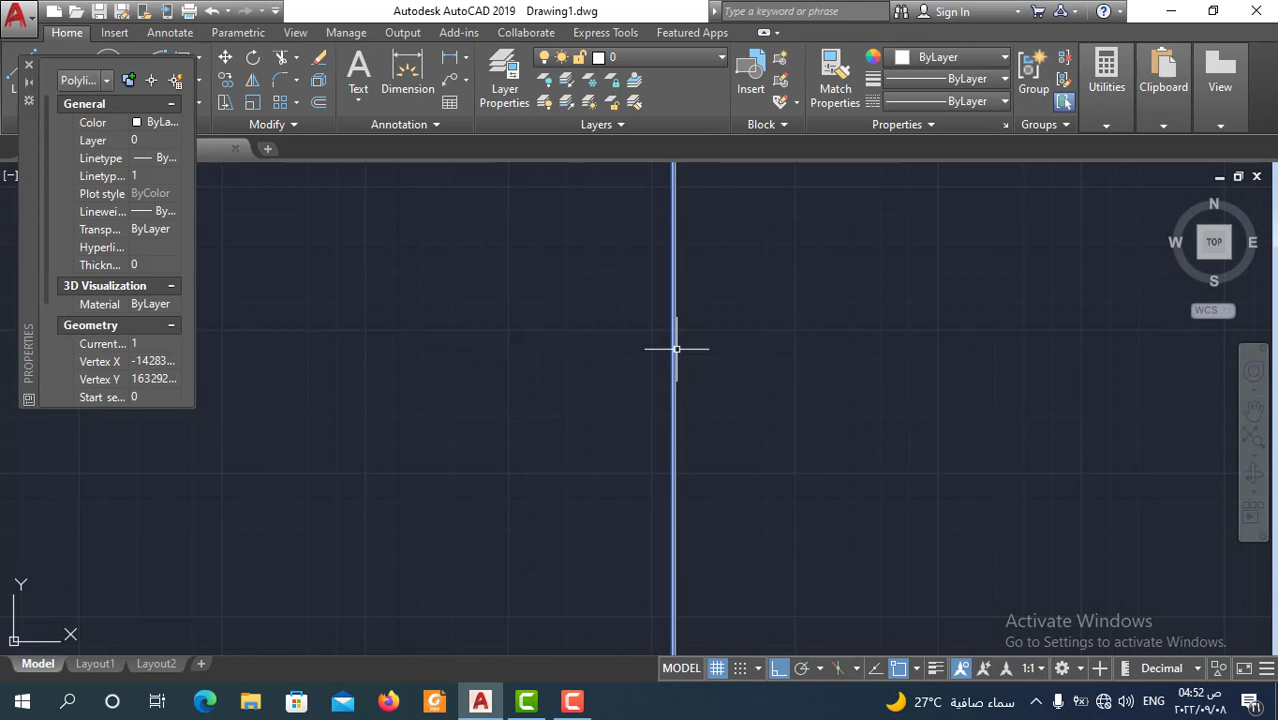 Autodesk AutoCAD 2019 Drawing1.dwg
Type a keyword or phrase
Sign In
Home Insert Annotate Parametric View Manage Output Add-ins Collaborate Express Tools Featured Apps
Text
Dimension
Layer
Properties
0
Insert
Match
Properties
ByLayer
ByLayer
ByLayer
Group
Utilities
Clipboard
View
Modify
Annotation
Layers
Block
Properties
Groups
Polyli...
General
Color ByLa...
Layer 0
Linetype By...
Linetyp... 1
Plot style ByColor
Linewei... By...
Transp... ByLayer
Hyperli...
Thickn... 0
3D Visualization
Material ByLayer
Geometry
Current... 1
Vertex X -14283...
Vertex Y 163292...
Start se... 0
PROPERTIES
[−]
N
W TOP E
S
WCS
Y
X
Activate Windows
Go to Settings to activate Windows.
Model Layout1 Layout2
MODEL
1:1
Decimal
27°C سماء صافية
ENG
04:52 ص
٢٠٢٢/٠٩/٠٨